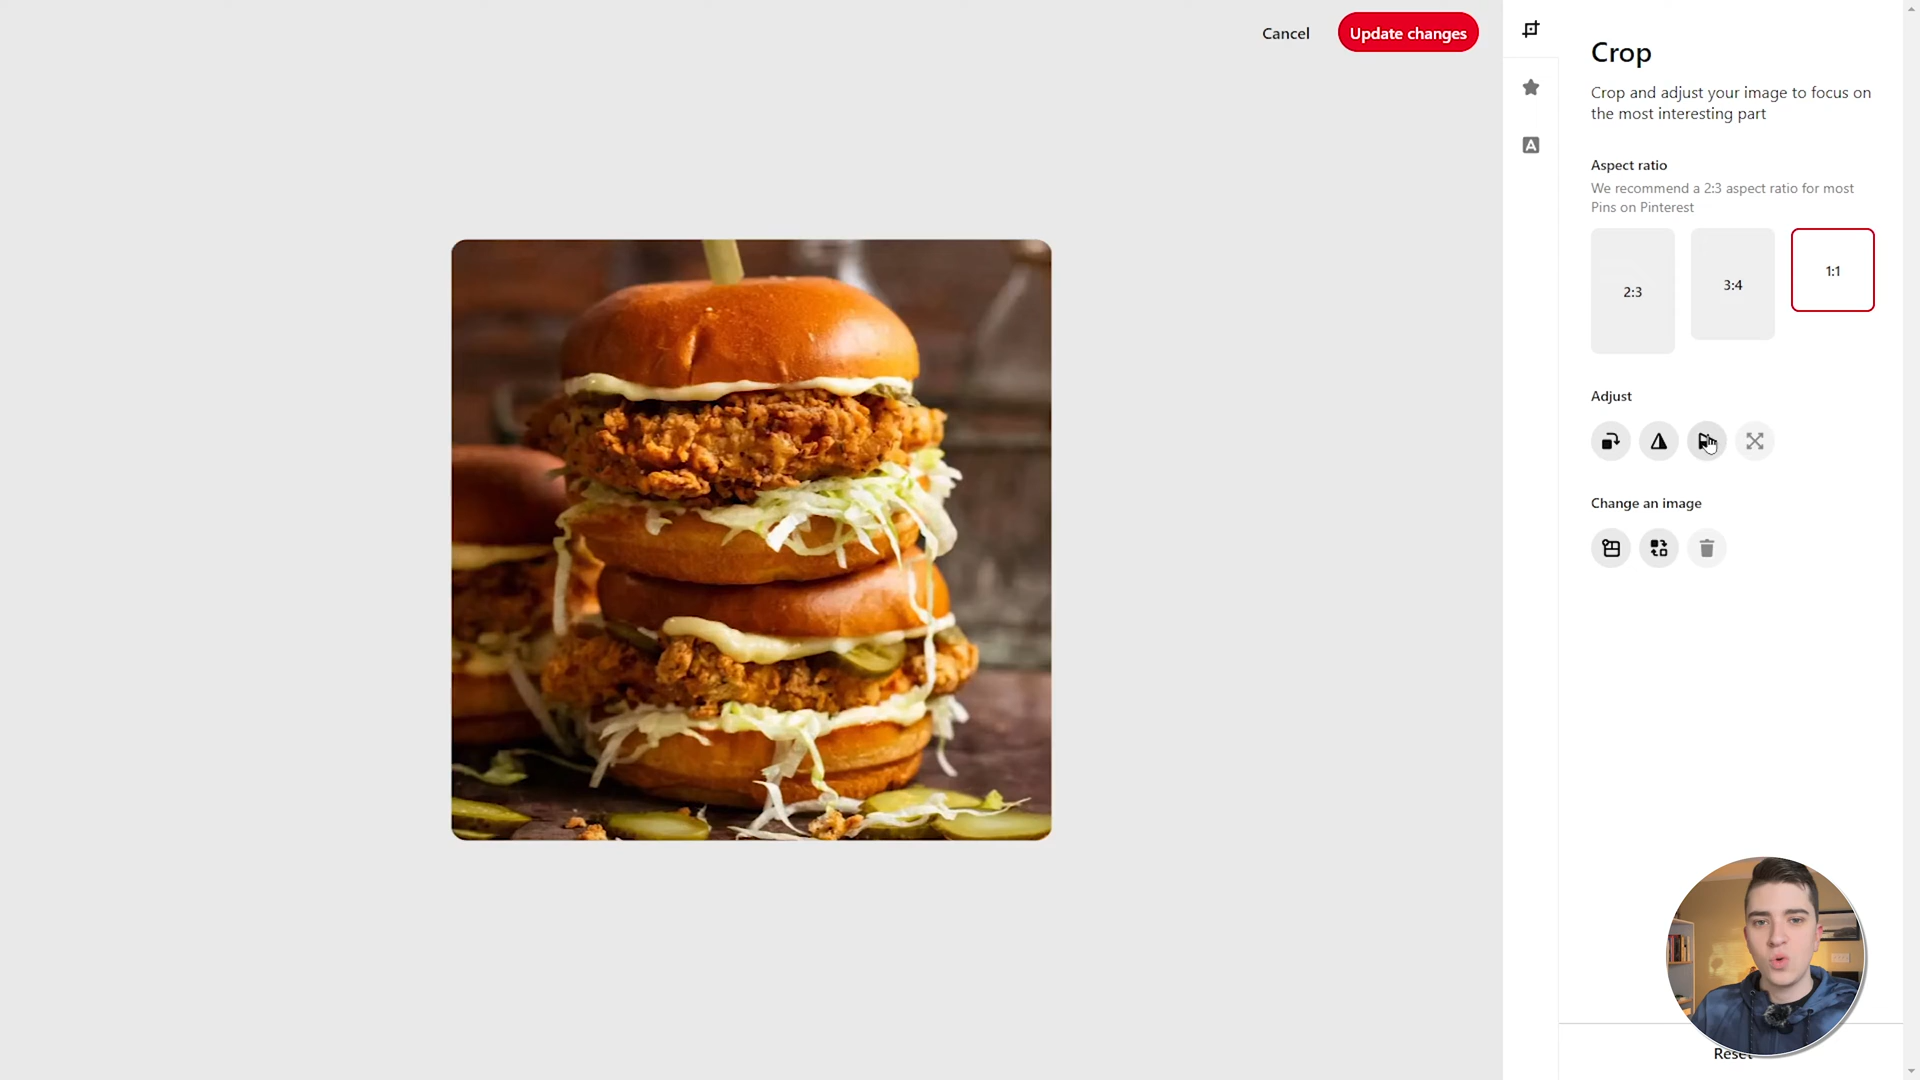 Cancel
Update changes
Crop
Crop and adjust your image to focus on
the most interesting part
Aspect ratio
We recommend a 2:3 aspect ratio for most
Pins on Pinterest
2:3
3:4
1:1
Adjust
Change an image
Reset